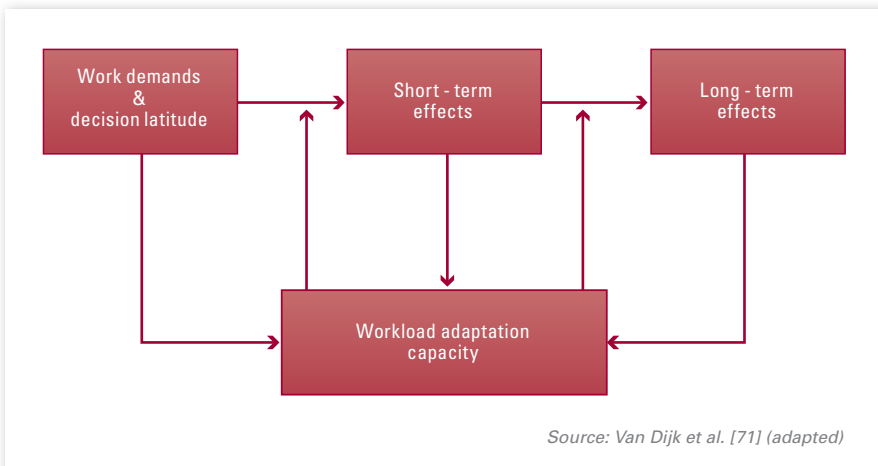 Work demands
&
decision latitude
Short - term
effects
Long - term
effects
Workload adaptation
capacity
Source: Van Dijk et al. [71] (adapted)